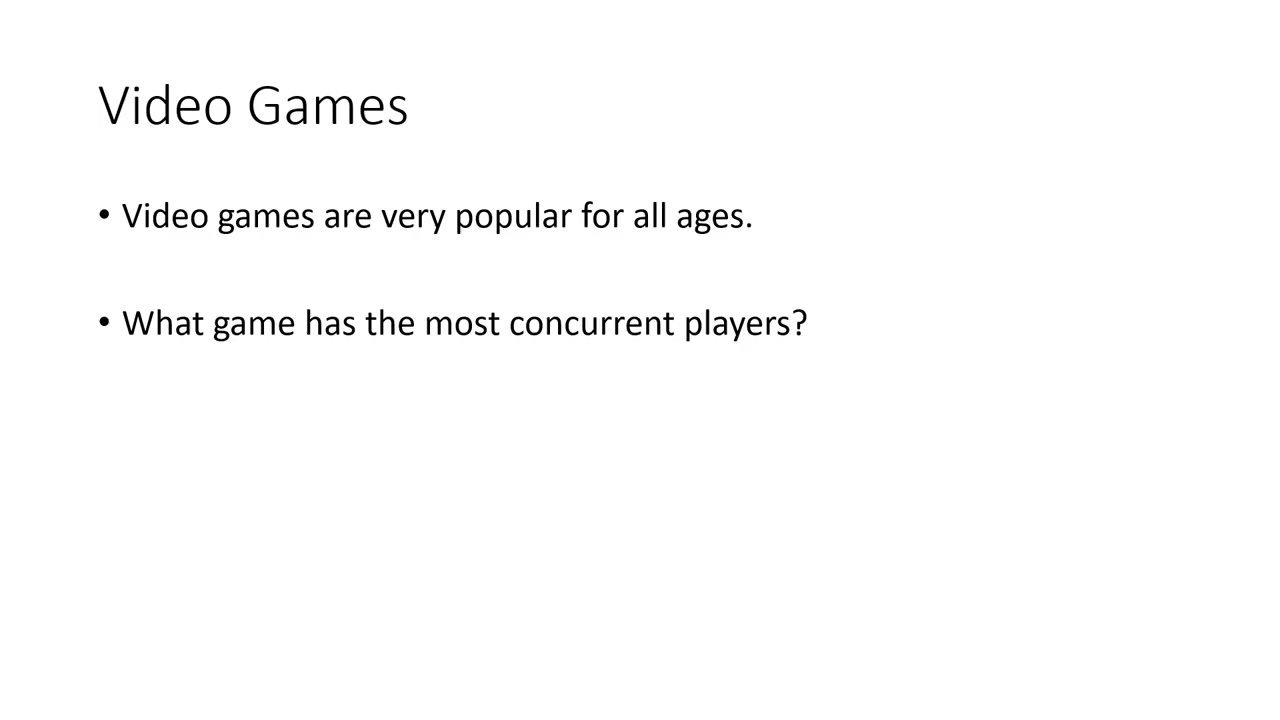 Video Games
• Video games are very popular for all ages.
• What game has the most concurrent players?